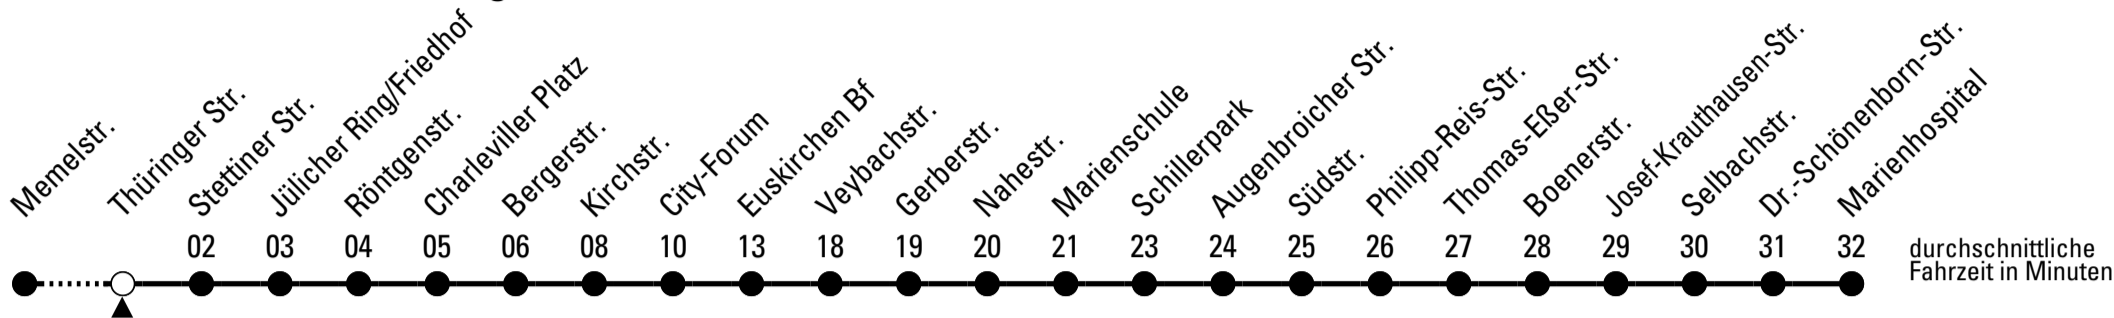 Memelstr.
Thüringer Str.
Stettiner Str.
Jülicher Ring/Friedhof
Röntgenstr.
Charleviller Platz
Bergerstr.
Kirchstr.
City-Forum
Euskirchen Bf
Veybachstr.
Gerberstr.
Nahestr.
Marienschule
Schillerpark
Augenbroicher Str.
Südstr.
Philipp-Reis-Str.
Thomas-Eßer-Str.
Boenerstr.
Josef-Krauthausen-Str.
Selbachstr.
Dr.-Schönenborn-Str.
Marienhospital
02 03 04 05 06 08 10 13 18 19 20 21 23 24 25 26 27 28 29 30 31 32
durchschnittliche
Fahrzeit in Minuten